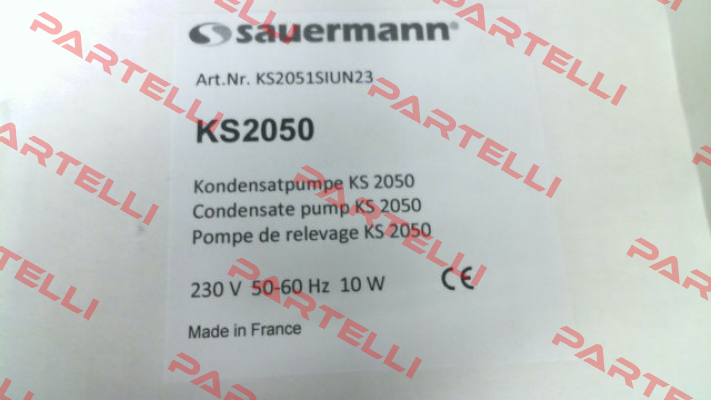 sauermann®
Art.Nr. KS2051SIUN23
KS2050
Kondensatpumpe KS 2050
Condensate pump KS 2050
Pompe de relevage KS 2050
230 V 50-60 Hz 10 W CE
Made in France
PARTELLI
PARTELLI
PARTELLI
PARTELLI
PARTELLI
PARTELLI
PARTELLI
PARTELLI
PARTELLI